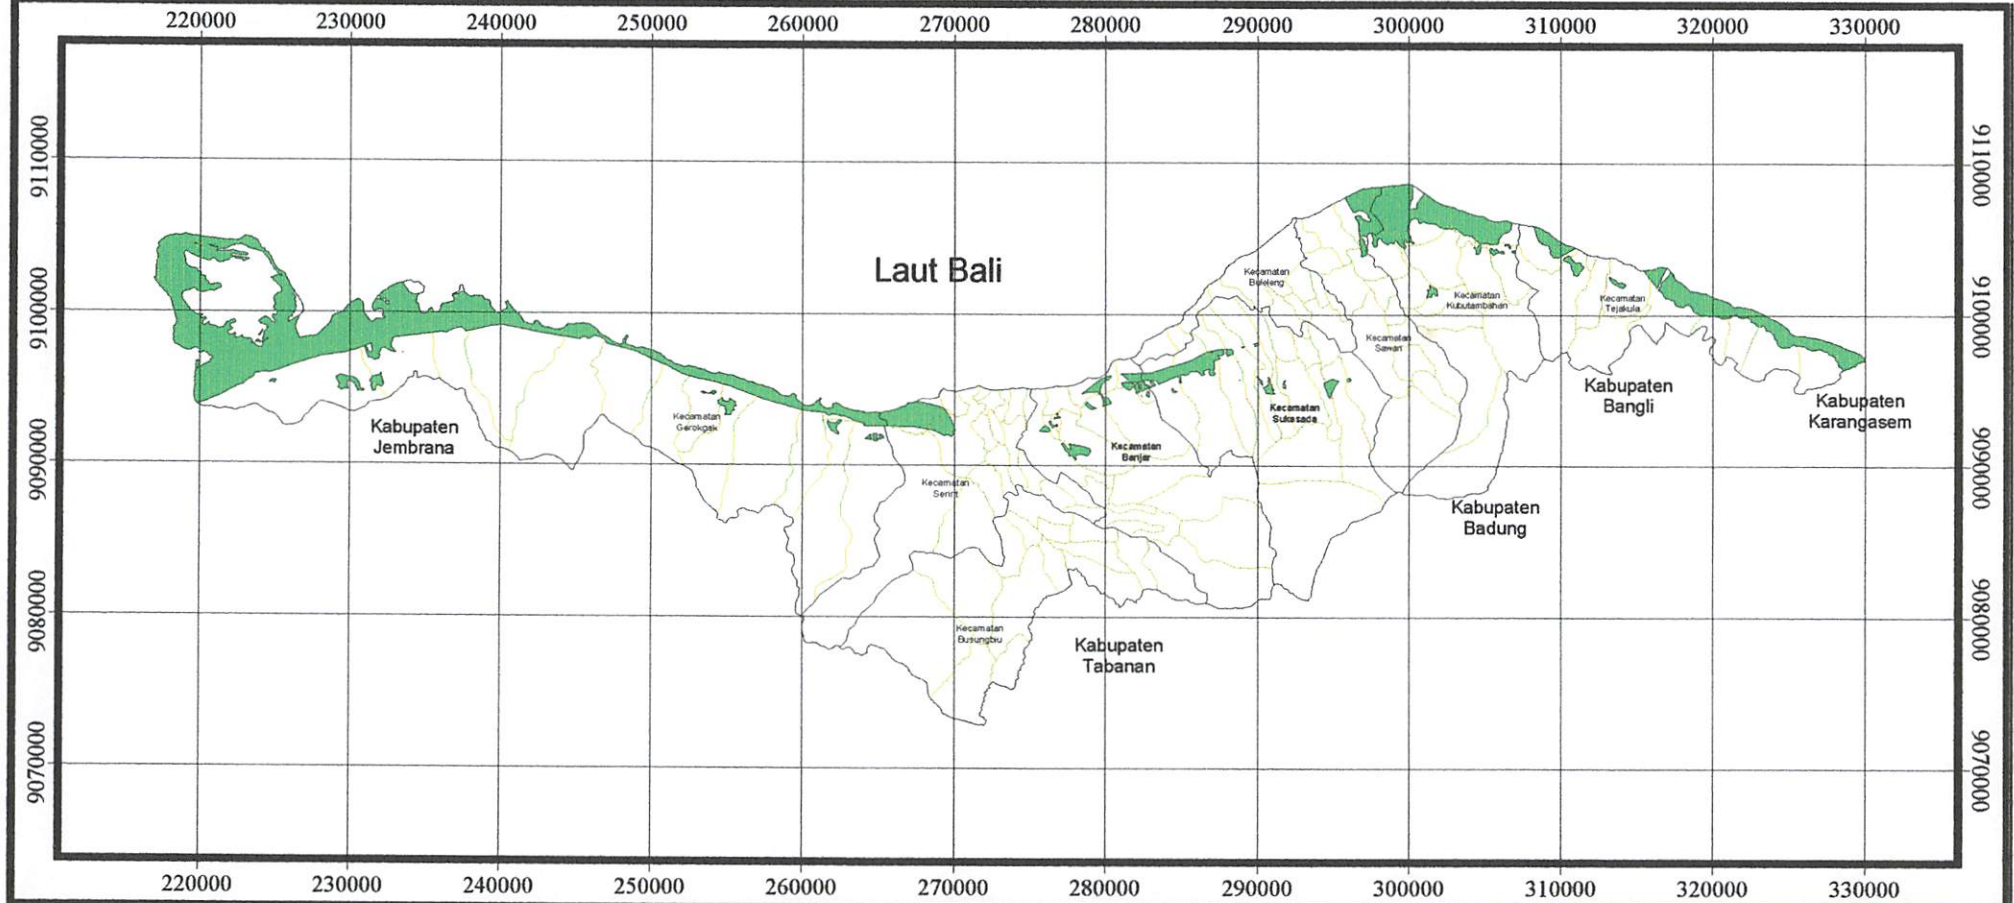 220000 230000 240000 250000 260000 270000 280000 290000 300000 310000 320000 330000
9110000
9110000
9100000
9100000
9090000
9090000
9080000
9080000
9070000
9070000
Laut Bali
Kecamatan
Buleleng
Kecamatan
Kubutambahan
Kecamatan
Tejakula
Kecamatan
Sawan
Kabupaten
Bangli
Kabupaten
Karangasem
Kabupaten
Jembrana
Kecamatan
Gerokgak
Kecamatan
Sukasada
Kecamatan
Banjar
Kecamatan
Seririt
Kabupaten
Badung
Kecamatan
Busungbiu
Kabupaten
Tabanan
220000 230000 240000 250000 260000 270000 280000 290000 300000 310000 320000 330000